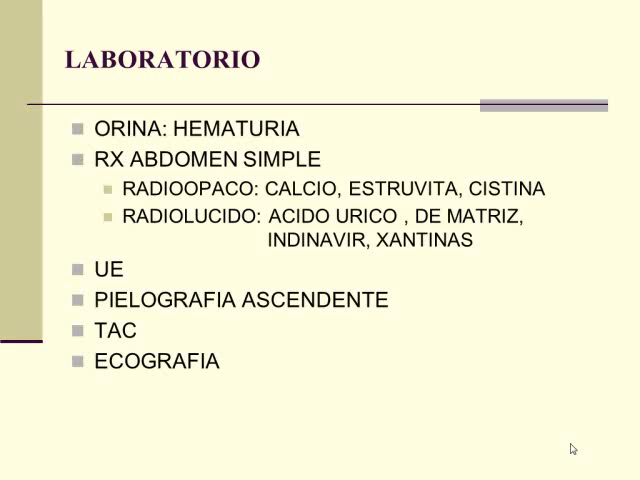 LABORATORIO
ORINA: HEMATURIA
RX ABDOMEN SIMPLE
RADIOOPACO: CALCIO, ESTRUVITA, CISTINA
RADIOLUCIDO: ACIDO URICO , DE MATRIZ,
INDINAVIR, XANTINAS
UE
PIELOGRAFIA ASCENDENTE
TAC
ECOGRAFIA